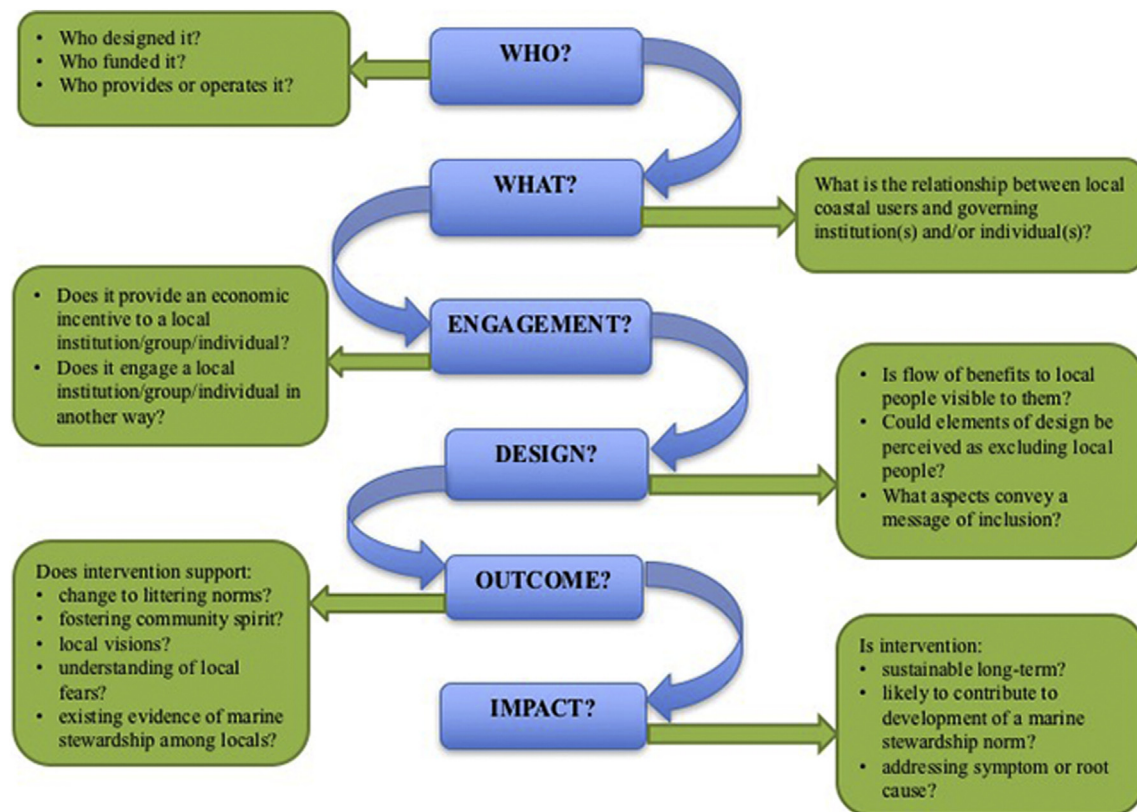 WHO?
• Who designed it?
• Who funded it?
• Who provides or operates it?
WHAT?
What is the relationship between local
coastal users and governing
institution(s) and/or individual(s)?
ENGAGEMENT?
• Does it provide an economic
incentive to a local
institution/group/individual?
• Does it engage a local
institution/group/individual in
another way?
DESIGN?
• Is flow of benefits to local
people visible to them?
• Could elements of design be
perceived as excluding local
people?
• What aspects convey a
message of inclusion?
OUTCOME?
Does intervention support:
• change to littering norms?
• fostering community spirit?
• local visions?
• understanding of local
fears?
• existing evidence of marine
stewardship among locals?
IMPACT?
Is intervention:
• sustainable long-term?
• likely to contribute to
development of a marine
stewardship norm?
• addressing symptom or root
cause?